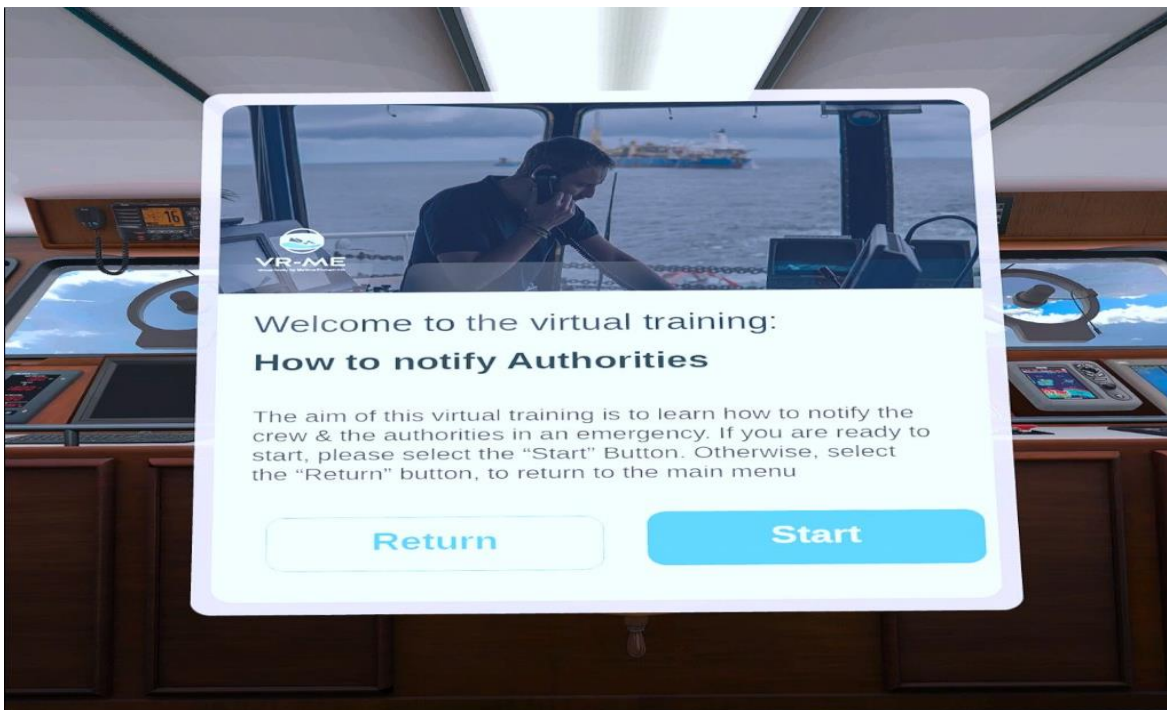 16
VR-ME
Welcome to the virtual training:
How to notify Authorities
The aim of this virtual training is to learn how to notify the
crew & the authorities in an emergency. If you are ready to
start, please select the “Start” Button. Otherwise, select
the “Return” button, to return to the main menu
Return
Start